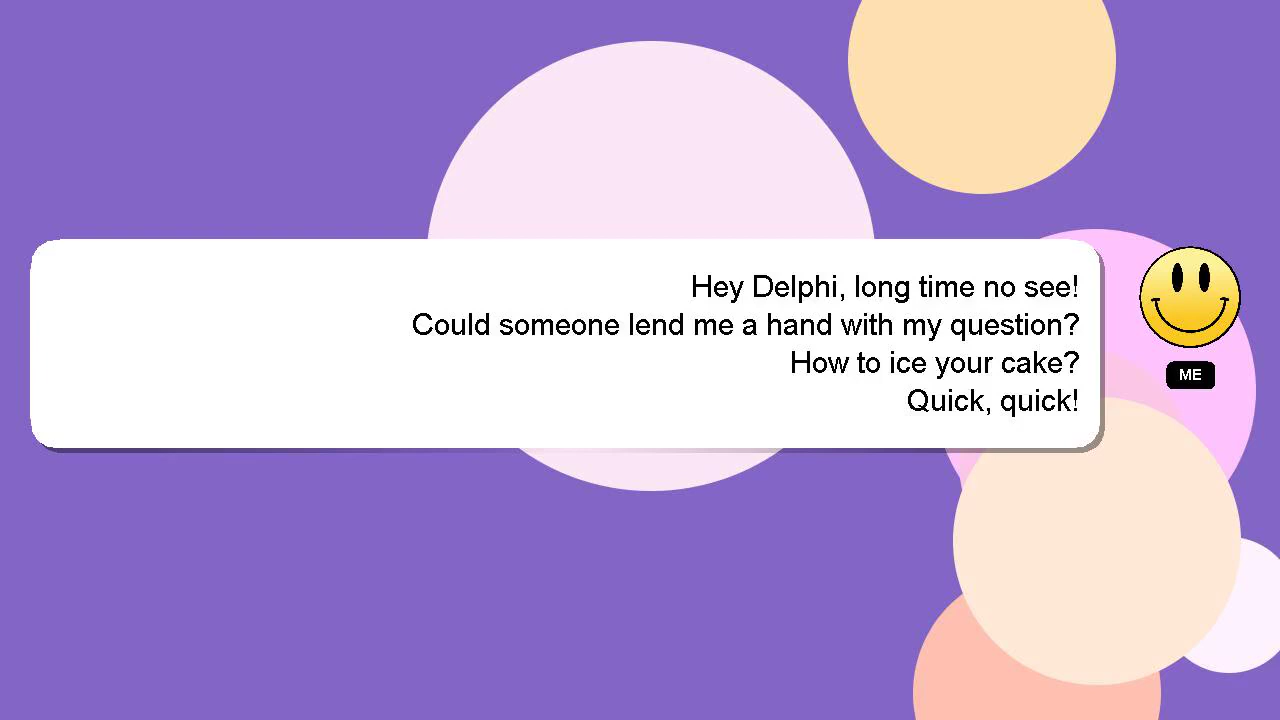 Hey Delphi, long time no see!
Could someone lend me a hand with my question?
How to ice your cake?
Quick, quick!
ME